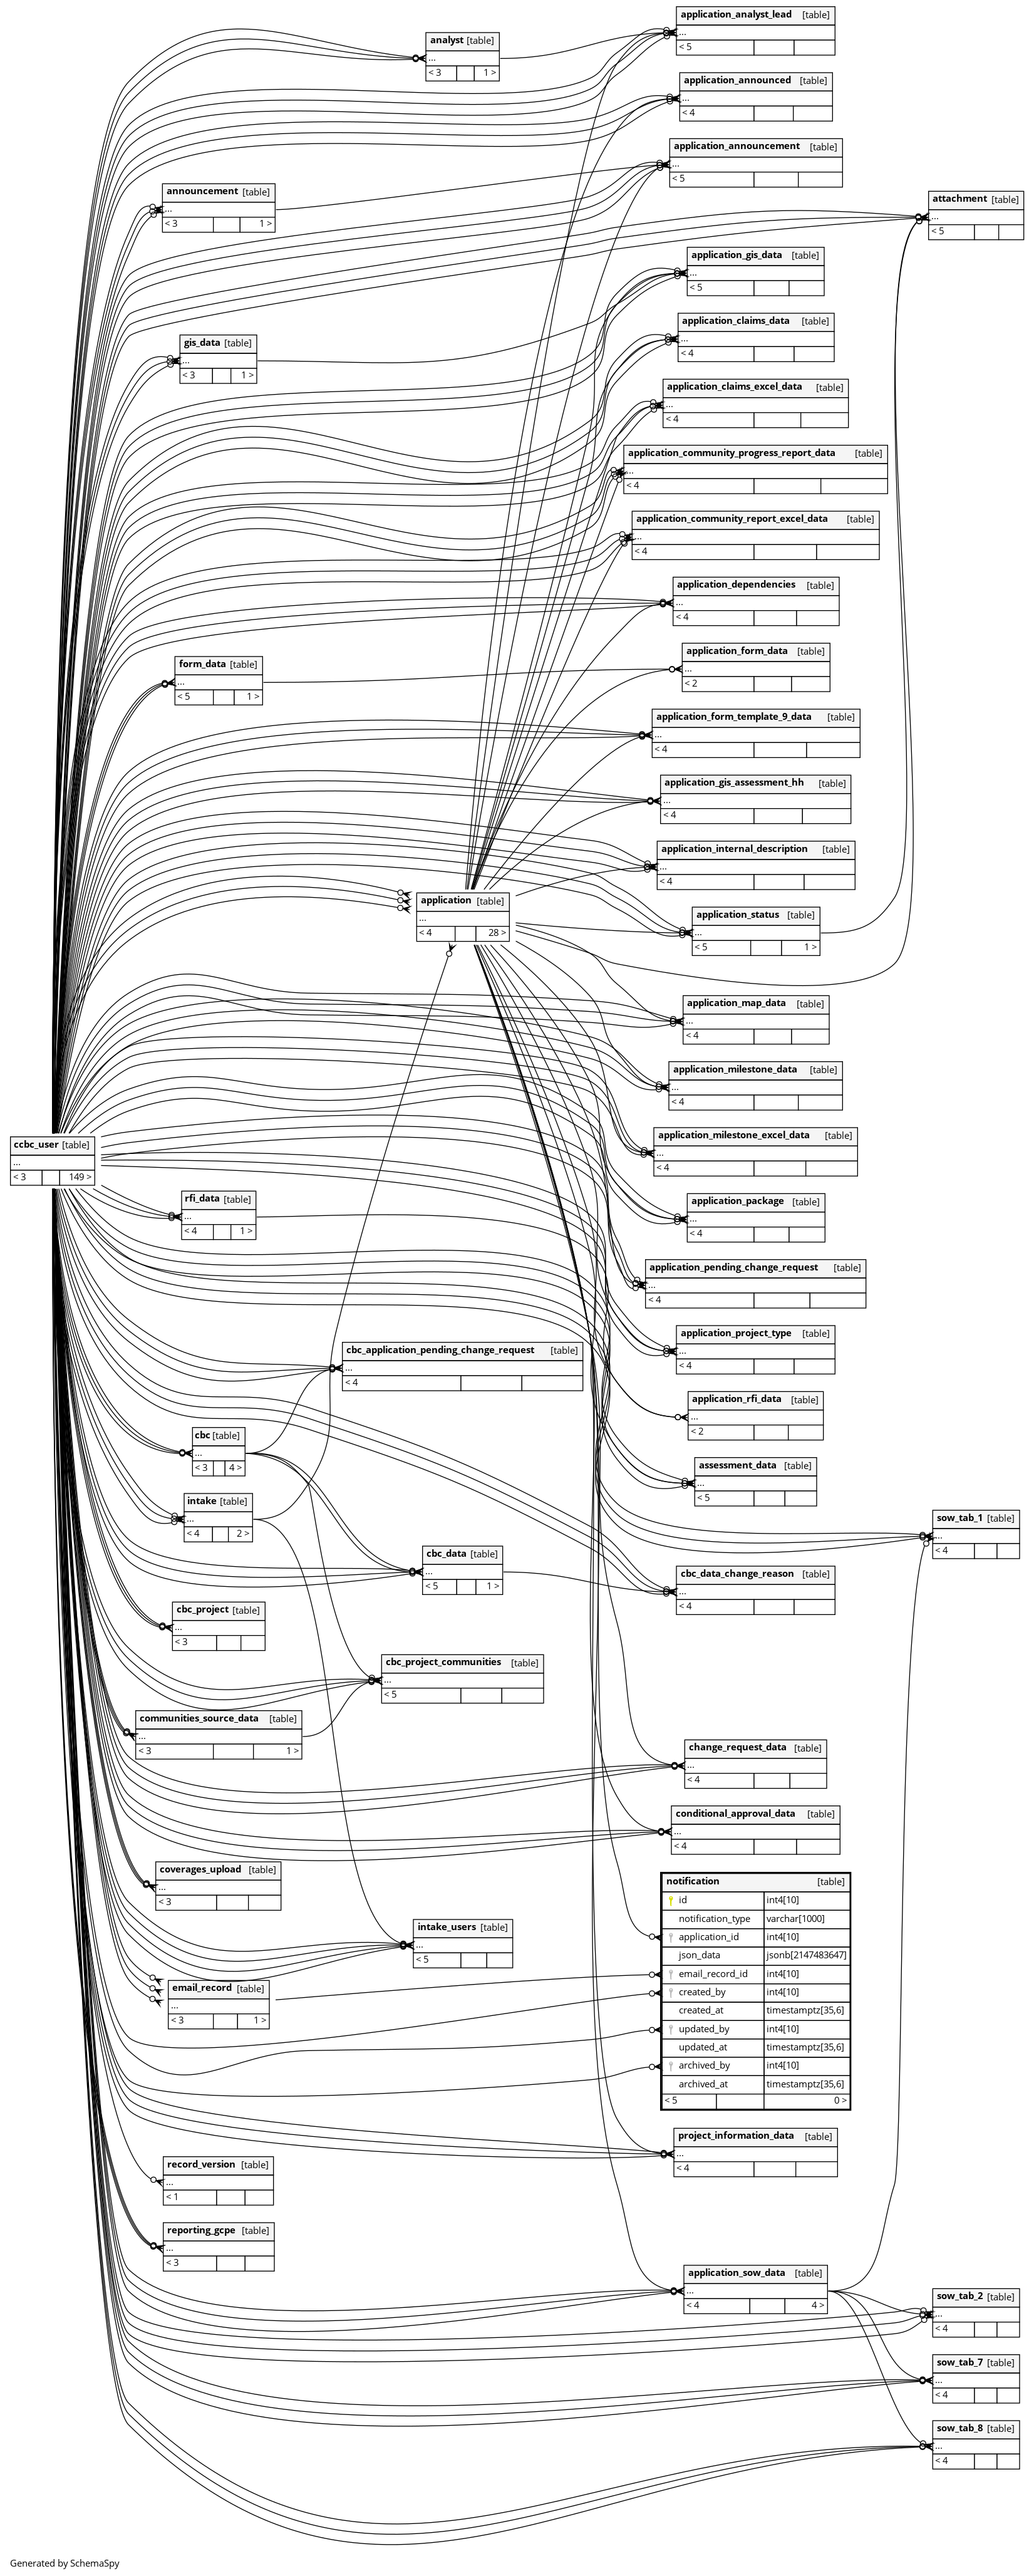 application_analyst_lead [table]
...
< 5
analyst [table]
...
< 3 1 >
application_announced [table]
...
< 4
application_announcement [table]
...
< 5
announcement [table]
...
< 3 1 >
attachment [table]
...
< 5
application_gis_data [table]
...
< 5
application_claims_data [table]
...
< 4
gis_data [table]
...
< 3 1 >
application_claims_excel_data [table]
...
< 4
application_community_progress_report_data [table]
...
< 4
application_community_report_excel_data [table]
...
< 4
application_dependencies [table]
...
< 4
application_form_data [table]
...
< 2
form_data [table]
...
< 5 1 >
application_form_template_9_data [table]
...
< 4
application_gis_assessment_hh [table]
...
< 4
application_internal_description [table]
...
< 4
application [table]
...
< 4 28 >
application_status [table]
...
< 5 1 >
application_map_data [table]
...
< 4
application_milestone_data [table]
...
< 4
application_milestone_excel_data [table]
...
< 4
ccbc_user [table]
...
< 3 149 >
rfi_data [table]
...
< 4 1 >
application_package [table]
...
< 4
application_pending_change_request [table]
...
< 4
application_project_type [table]
...
< 4
cbc_application_pending_change_request [table]
...
< 4
application_rfi_data [table]
...
< 2
cbc [table]
...
< 3 4 >
assessment_data [table]
...
< 5
intake [table]
...
< 4 2 >
sow_tab_1 [table]
...
< 4
cbc_data [table]
...
< 5 1 >
cbc_data_change_reason [table]
...
< 4
cbc_project [table]
...
< 3
cbc_project_communities [table]
...
< 5
communities_source_data [table]
...
< 3 1 >
change_request_data [table]
...
< 4
conditional_approval_data [table]
...
< 4
coverages_upload [table]
...
< 3
notification [table]
id int4[10]
notification_type varchar[1000]
application_id int4[10]
json_data jsonb[2147483647]
email_record_id int4[10]
created_by int4[10]
created_at timestamptz[35,6]
updated_by int4[10]
updated_at timestamptz[35,6]
archived_by int4[10]
archived_at timestamptz[35,6]
< 5 0 >
intake_users [table]
...
< 5
email_record [table]
...
< 3 1 >
project_information_data [table]
...
< 4
record_version [table]
...
< 1
reporting_gcpe [table]
...
< 3
application_sow_data [table]
...
< 4 4 >
sow_tab_2 [table]
...
< 4
sow_tab_7 [table]
...
< 4
sow_tab_8 [table]
...
< 4
Generated by SchemaSpy